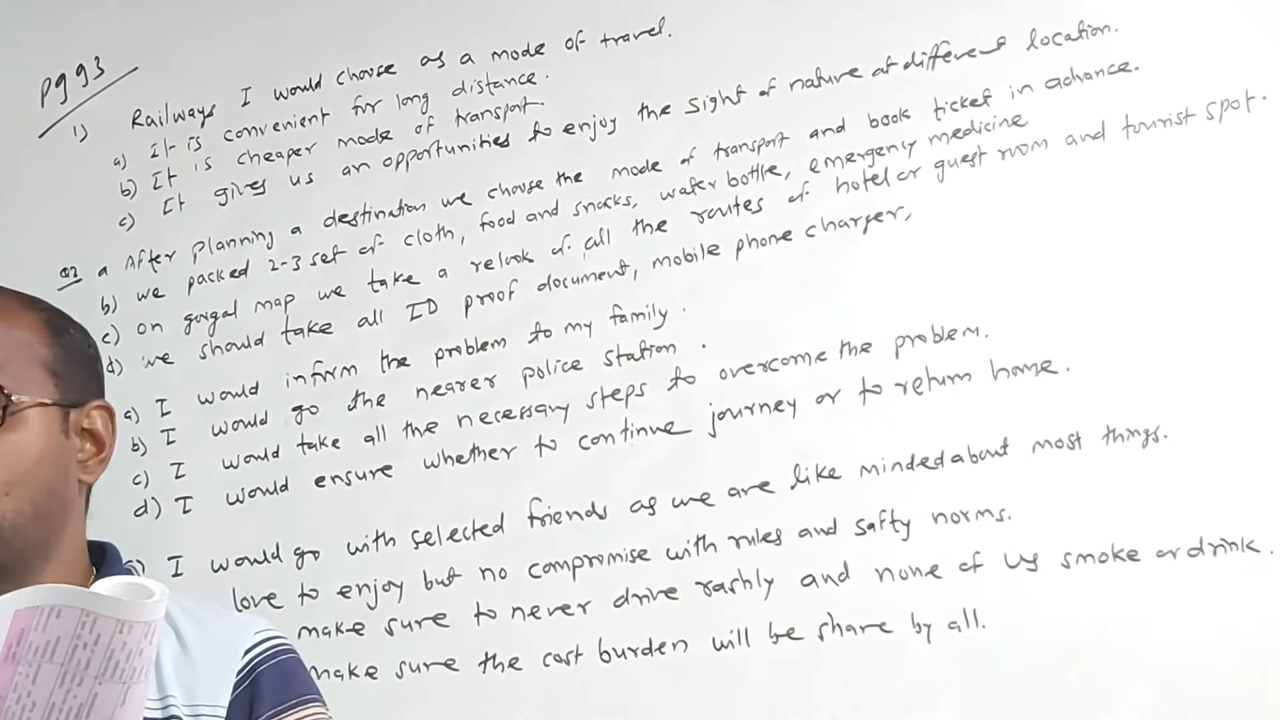 Pg 93
1) Railways I would choose as a mode of travel.
a) It is convenient for long distance.
b) It is cheaper mode of transport.
c) It gives us an opportunities to enjoy the sight of nature at different location.
Q2 a After planning a destination we choose the mode of transport and book ticket in advance.
b) we packed 2-3 set of cloth, food and snacks, water bottle, emergency medicine
c) on gogal map we take a relook of all the routes of hotel or guest room and tourist spot.
d) we should take all ID proof document, mobile phone charger,
a) I would inform the problem to my family.
b) I would go the nearer police station.
c) I would take all the necessary steps to overcome the problem.
d) I would ensure whether to continue journey or to return home.
I would go with selected friends as we are like minded about most things.
love to enjoy but no compromise with rules and safty norms.
make sure to never drive rashly and none of us smoke or drink.
make sure the cost burden will be share by all.